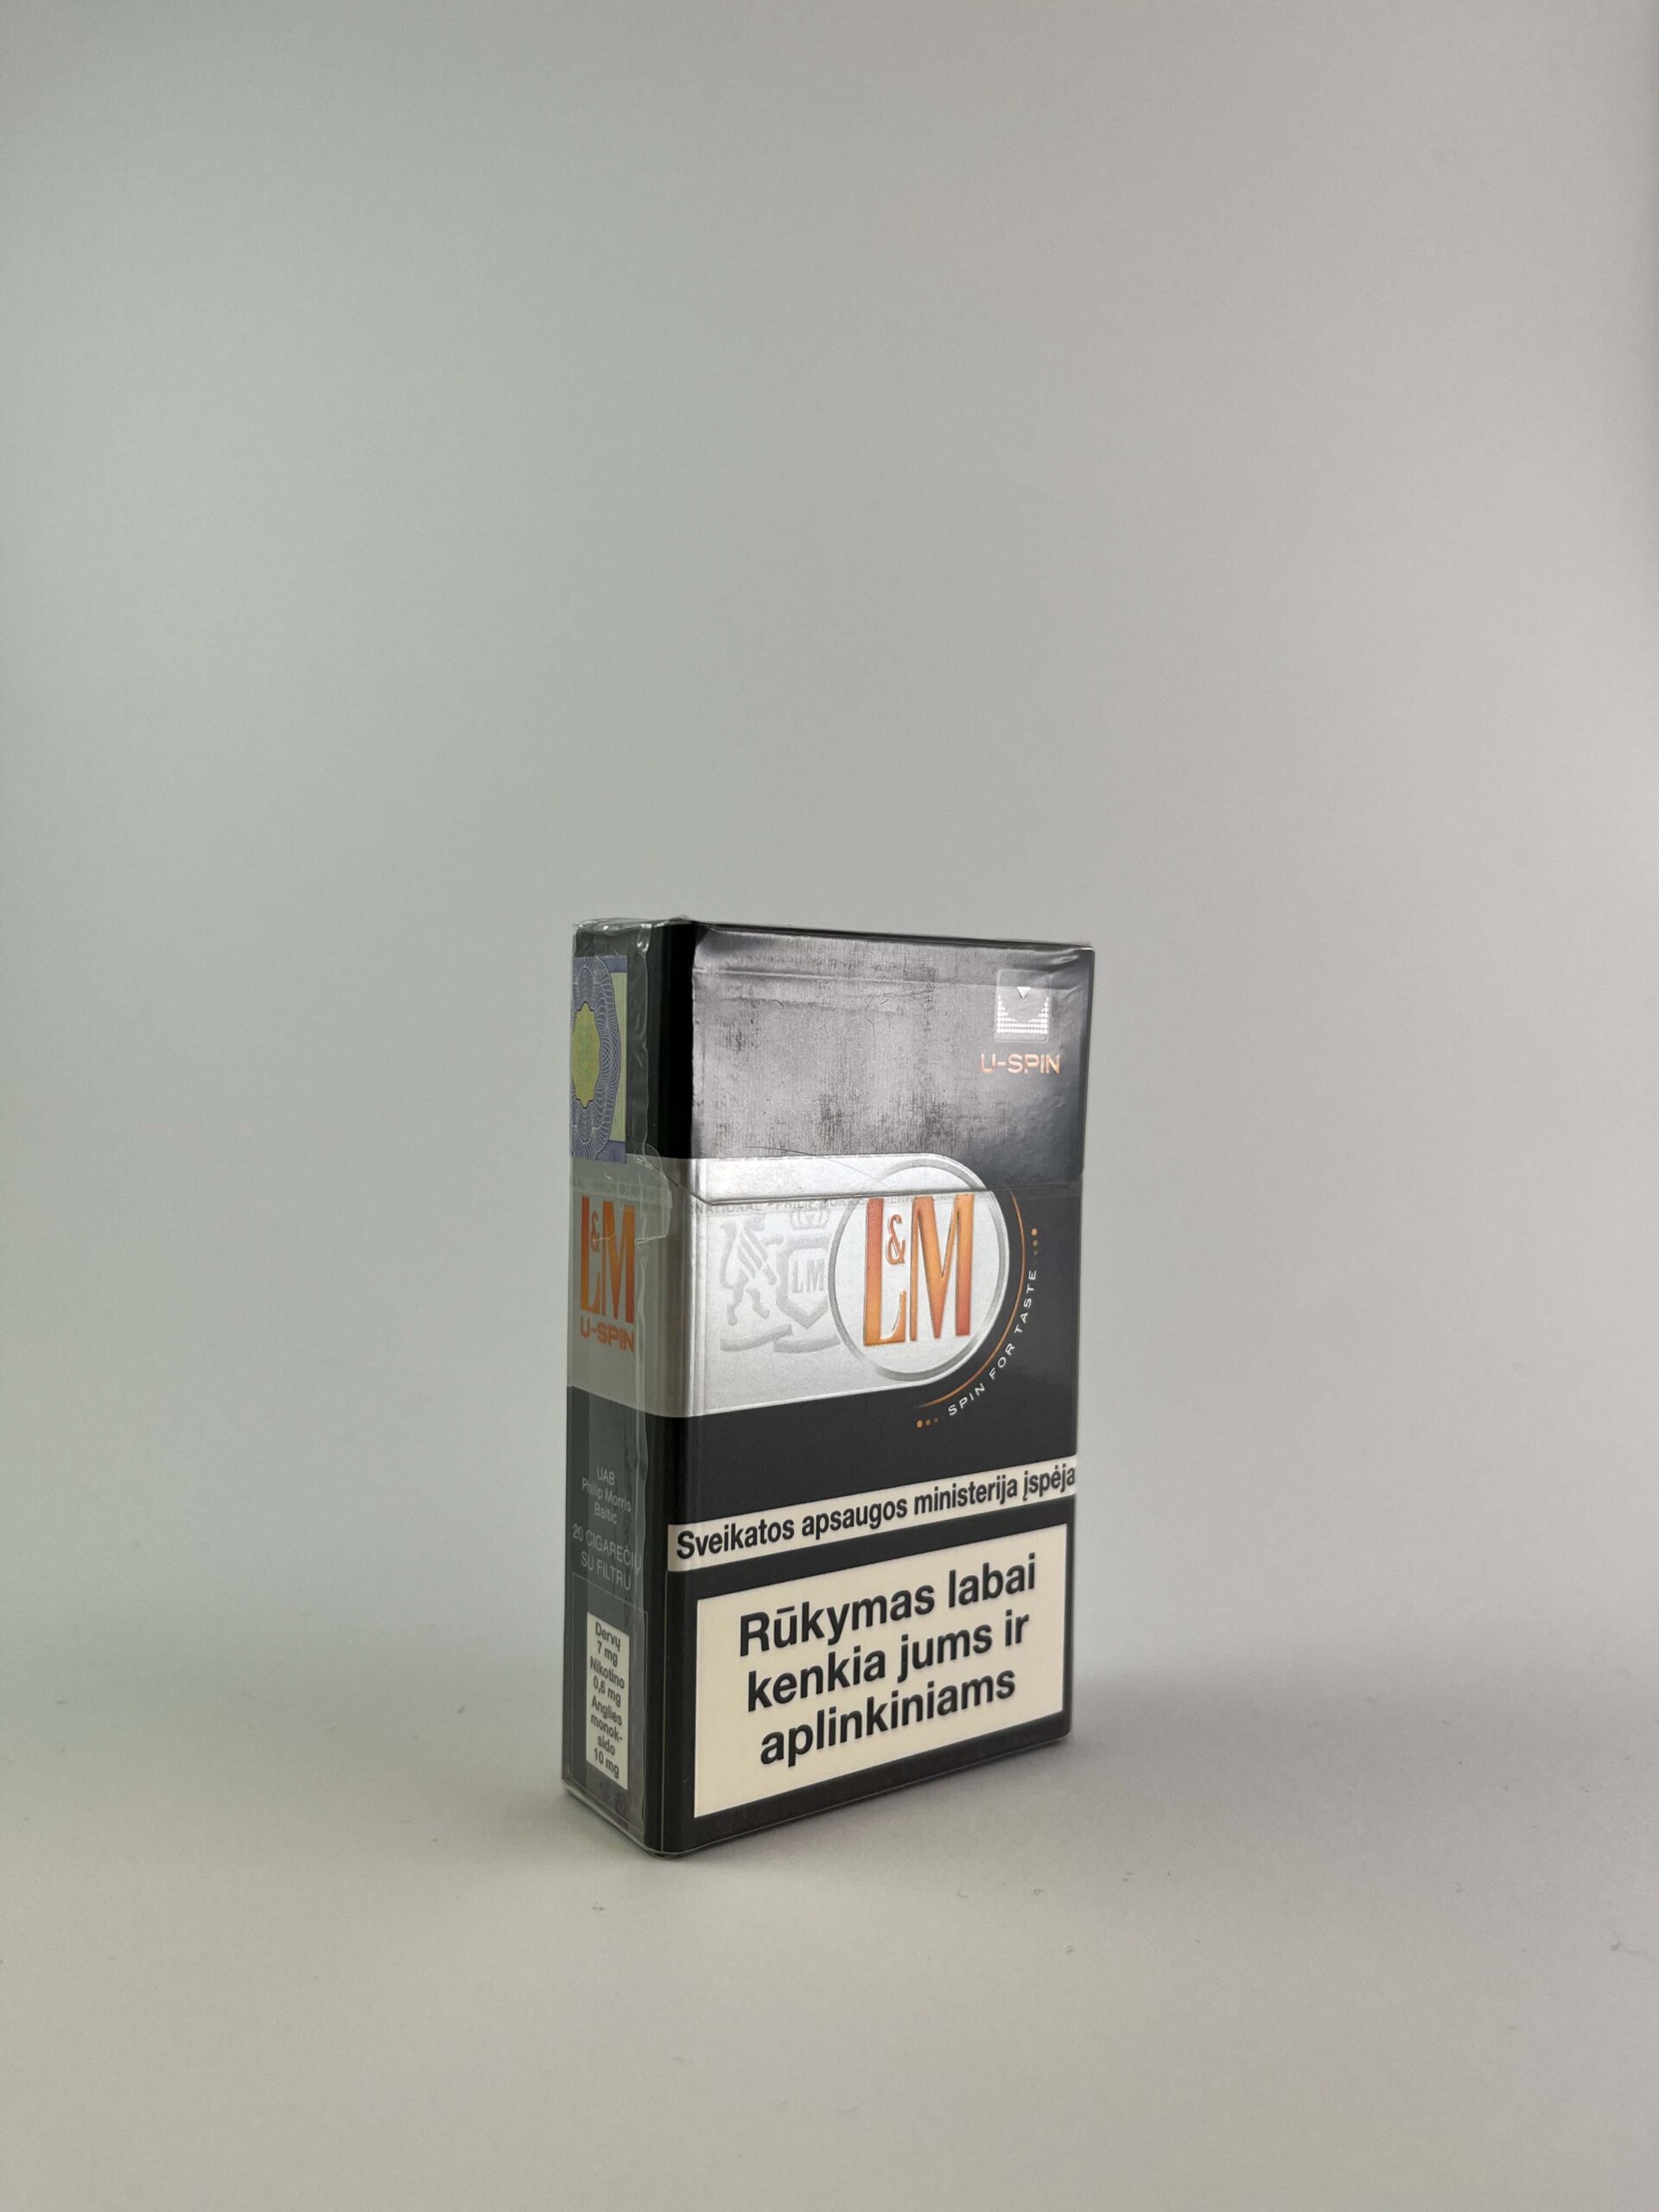 U-SPIN
L&M
LM
SPIN FOR TASTE
Sveikatos apsaugos ministerija įspėja
Rūkymas labai
kenkia jums ir
aplinkiniams
L&M
U-SPIN
UAB
Philip Morris
Baltic
20 CIGAREČIŲ
SU FILTRU
Dervų
7 mg
Nikotino
0,6 mg
Anglies
monok-
sido
10 mg